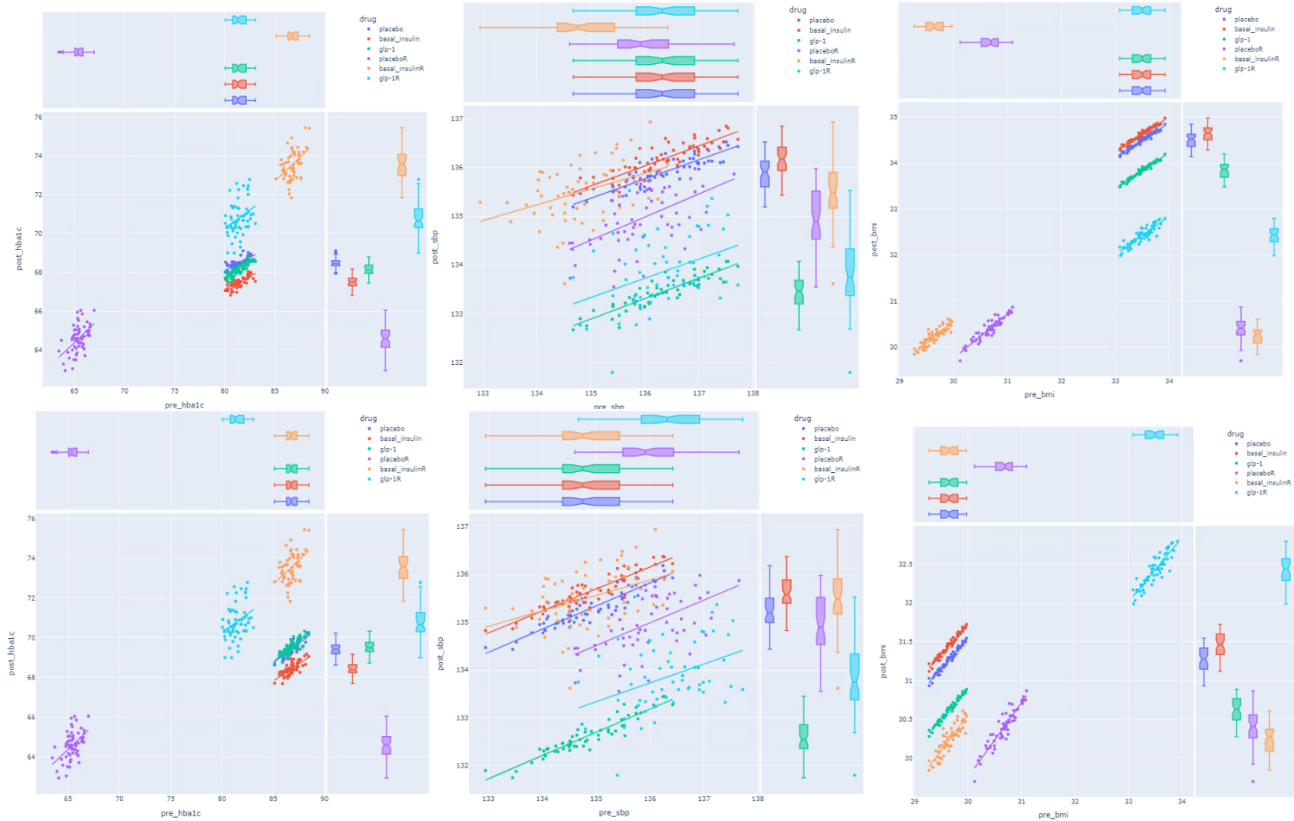 drug
placebo
basal_insulin
glp-1
placeboR
basal_insulinR
glp-1R
76
74
72
70
68
66
64
post_hba1c
65
70
75
80
85
90
pre_hba1c
drug
placebo
basal_insulin
glp-1
placeboR
basal_insulinR
glp-1R
137
136
135
134
133
132
post_sbp
133
134
135
136
137
138
pre_sbp
drug
placebo
basal_insulin
glp-1
placeboR
basal_insulinR
glp-1R
35
34
33
32
31
30
post_bmi
29
30
31
32
33
34
pre_bmi
drug
placebo
basal_insulin
glp-1
placeboR
basal_insulinR
glp-1R
76
74
72
70
68
66
64
post_hba1c
65
70
75
80
85
90
pre_hba1c
drug
placebo
basal_insulin
glp-1
placeboR
basal_insulinR
glp-1R
137
136
135
134
133
132
post_sbp
133
134
135
136
137
138
pre_sbp
drug
placebo
basal_insulin
glp-1
placeboR
basal_insulinR
glp-1R
32.5
32
31.5
31
30.5
30
post_bmi
29
30
31
32
33
34
pre_bmi